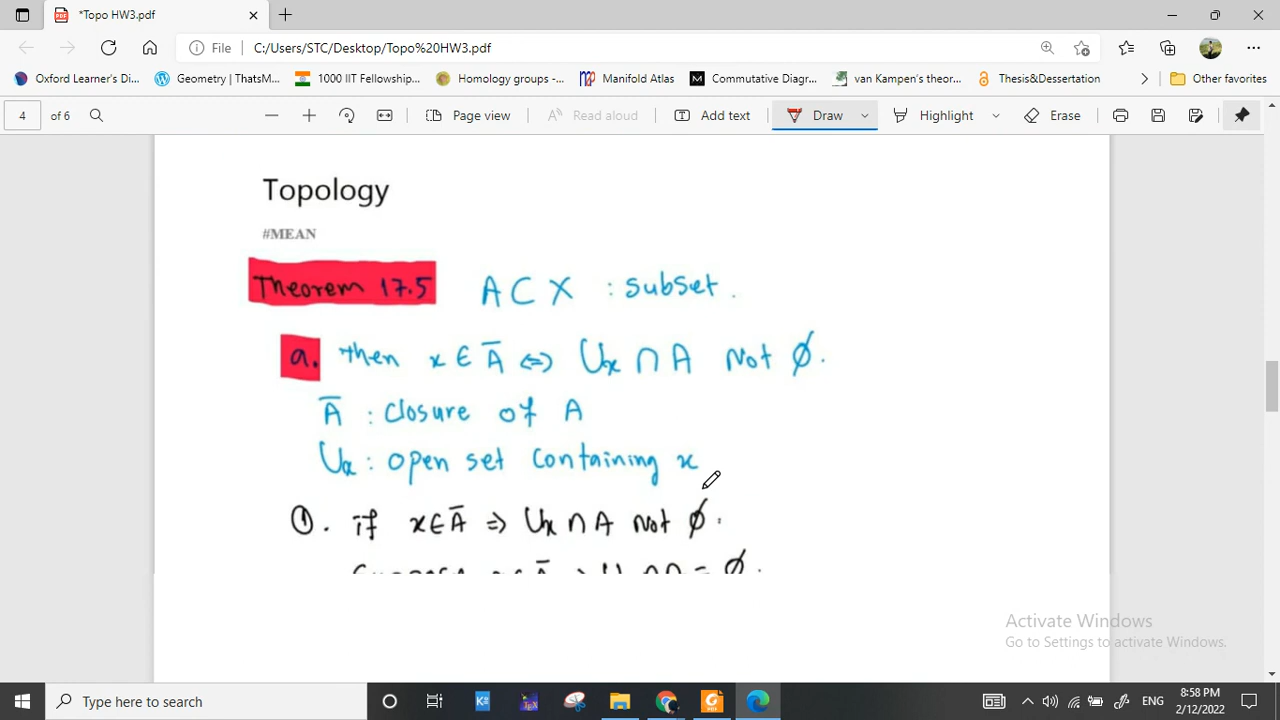 *Topo HW3.pdf
File C:/Users/STC/Desktop/Topo%20HW3.pdf
Oxford Learner's Di... Geometry | ThatsM... 1000 IIT Fellowship... Homology groups -... Manifold Atlas Commutative Diagr... van Kampen's theor... Thesis&Dessertation Other favorites
4 of 6 Page view Read aloud Add text Draw Highlight Erase
Topology
#MEAN
Theorem 17.5 A ⊂ X : subset.
a. then x ∈ A̅ ⇔ Uₓ ∩ A Not ∅.
A̅ : closure of A
Uₓ : open set containing x
①. if x∈A̅ ⇒ Uₓ ∩ A Not ∅.
Activate Windows
Go to Settings to activate Windows.
Type here to search
ENG
8:58 PM
2/12/2022